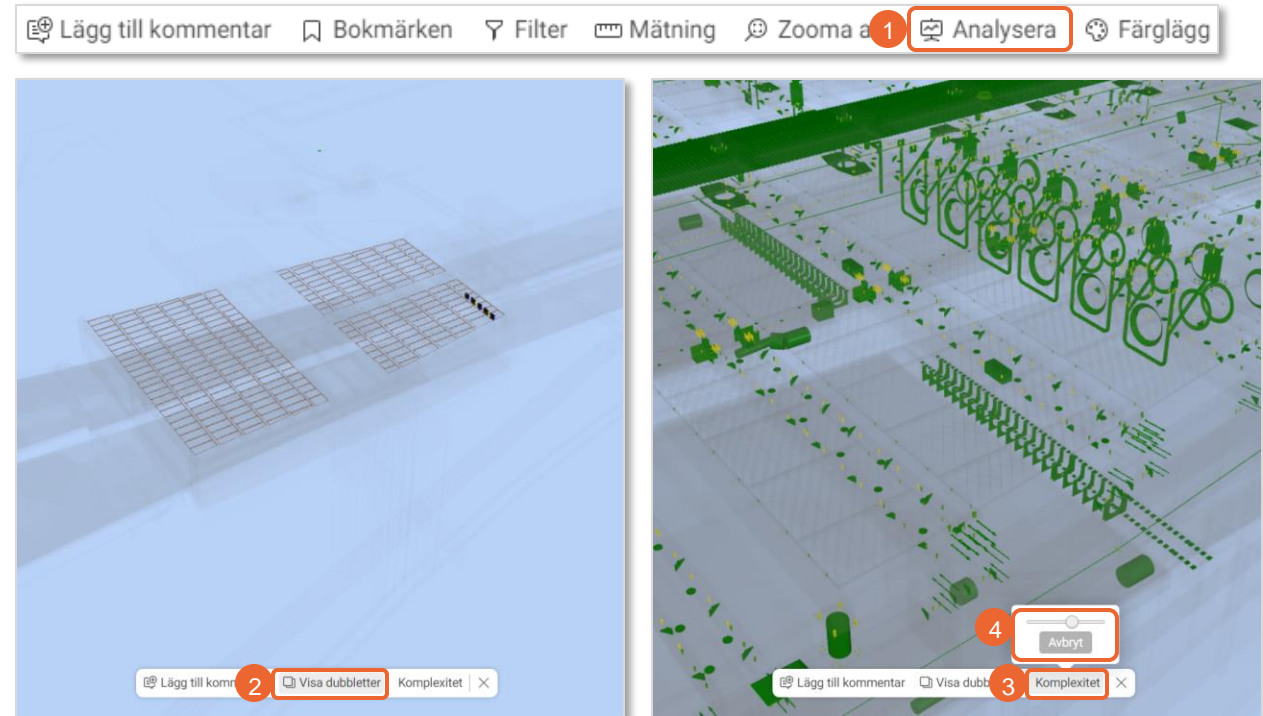 Lägg till kommentar Bokmärken Filter Mätning Zooma a 1 Analysera Färglägg
Lägg till komm 2 Visa dubbletter Komplexitet
4 Avbryt
Lägg till kommentar Visa dubb 3 Komplexitet